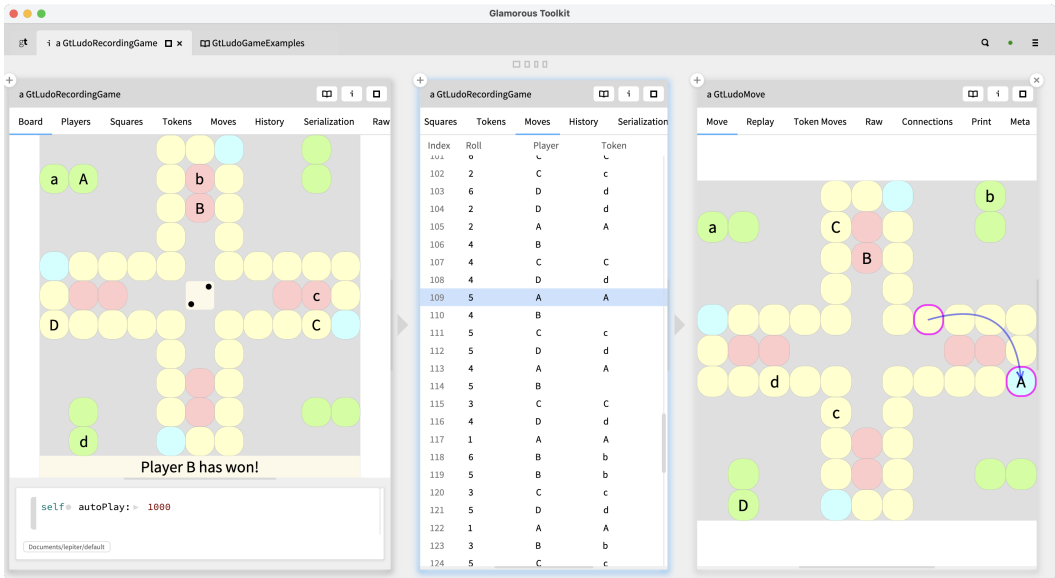 Glamorous Toolkit
gt
i a GtLudoRecordingGame ×
GtLudoGameExamples
a GtLudoRecordingGame
i
Board Players Squares Tokens Moves History Serialization Raw
b
a A
B
c
D C
d
Player B has won!
self autoPlay: 1000
Documents/lepiter/default
a GtLudoRecordingGame
i
Squares Tokens Moves History Serialization
Index Roll Player Token
101 6 C C
102 2 C c
103 6 D d
104 2 D d
105 2 A A
106 4 B
107 4 C C
108 4 D d
109 5 A A
110 4 B
111 5 C c
112 5 D d
113 4 A A
114 5 B
115 3 C C
116 4 D d
117 1 A A
118 6 B b
119 5 B b
120 3 C c
121 5 D d
122 1 A A
123 3 B b
124 5 C c
a GtLudoMove
i
Move Replay Token Moves Raw Connections Print Meta
b
a C
B
d A
c
D